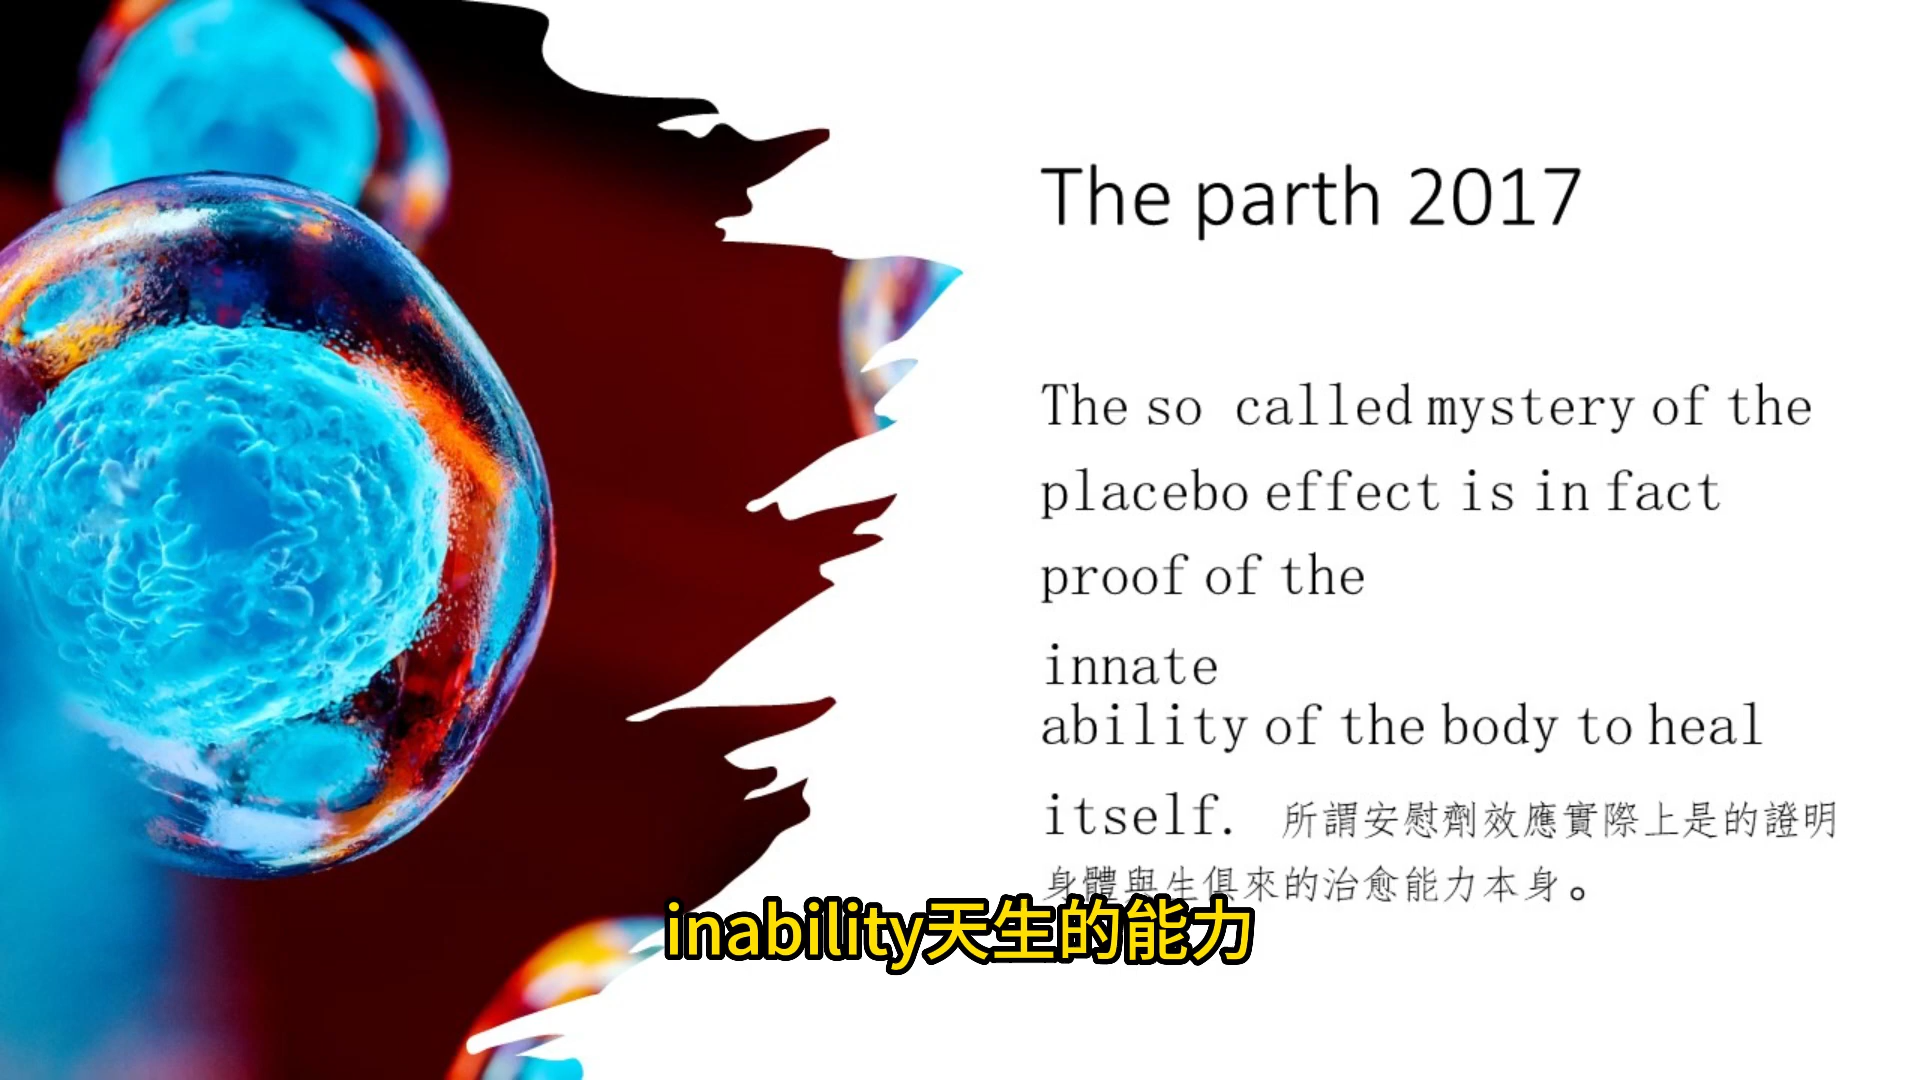 The parth 2017
The so called mystery of the
placebo effect is in fact
proof of the
innate
ability of the body to heal
itself. 所謂安慰劑效應實際上是的證明
身體與生俱來的治愈能力本身。
inability天生的能力